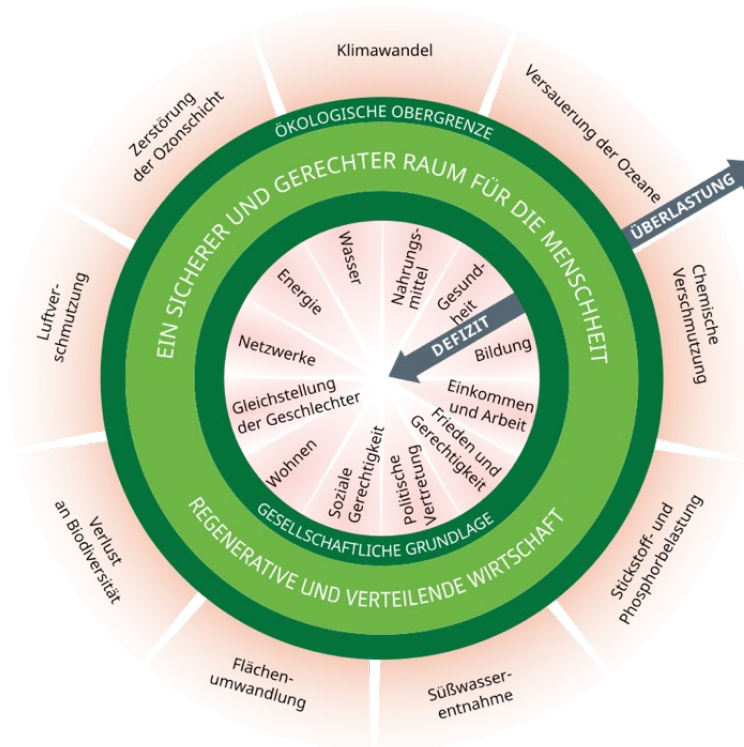 Klimawandel
Versauerung der Ozeane
ÜBERLASTUNG
Chemische
Verschmutzung
Stickstoff- und
Phosphorbelastung
Süßwasser-
entnahme
Flächen-
umwandlung
Verlust
an Biodiversität
Luftver-
schmutzung
Zerstörung
der Ozonschicht
ÖKOLOGISCHE OBERGRENZE
EIN SICHERER UND GERECHTER RAUM FÜR DIE MENSCHHEIT
Wasser
Nahrungs-
mittel
Gesund-
heit
DEFIZIT
Bildung
Einkommen
und Arbeit
Frieden und
Gerechtigkeit
Politische
Vertretung
Soziale
Gerechtigkeit
Wohnen
Gleichstellung
der Geschlechter
Netzwerke
Energie
GESELLSCHAFTLICHE GRUNDLAGE
REGENERATIVE UND VERTEILENDE WIRTSCHAFT